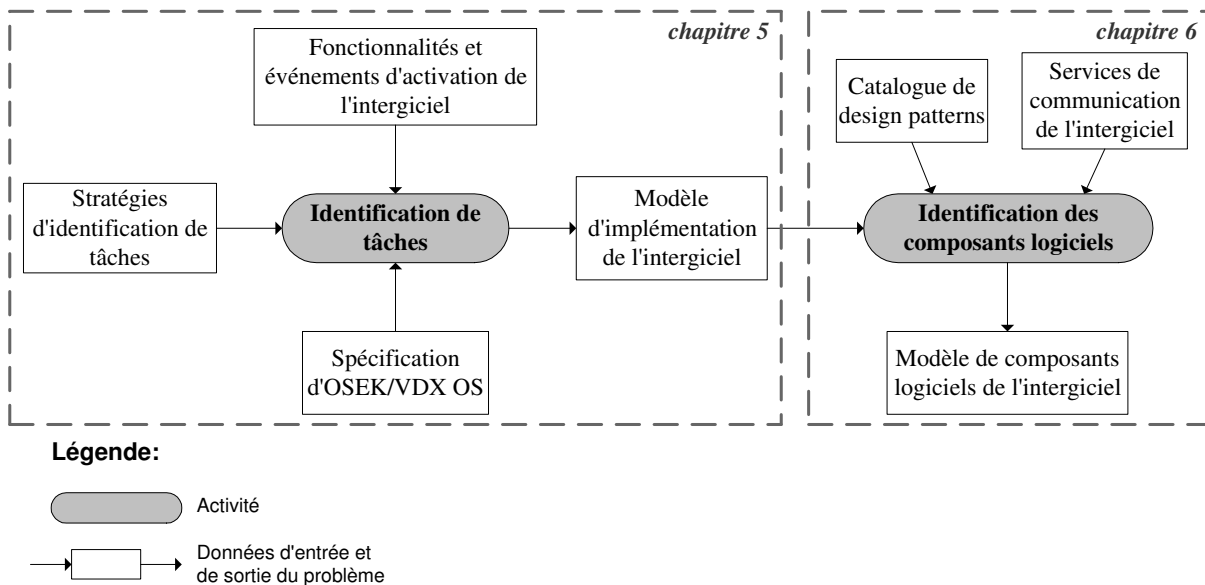 chapitre 5
Fonctionnalités et
événements d'activation de
l'intergiciel
Stratégies
d'identification de
tâches
Identification de
tâches
Modèle
d'implémentation
de l'intergiciel
Spécification
d'OSEK/VDX OS
chapitre 6
Catalogue de
design patterns
Services de
communication
de l'intergiciel
Identification des
composants logiciels
Modèle de composants
logiciels de l'intergiciel
Légende:
Activité
Données d'entrée et
de sortie du problème